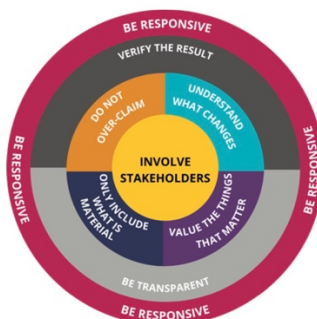 BE RESPONSIVE
VERIFY THE RESULT
DO NOT
OVER-CLAIM
UNDERSTAND
WHAT CHANGES
BE RESPONSIVE
INVOLVE
STAKEHOLDERS
BE RESPONSIVE
ONLY INCLUDE
WHAT IS
MATERIAL
VALUE THE THINGS
THAT MATTER
BE TRANSPARENT
BE RESPONSIVE